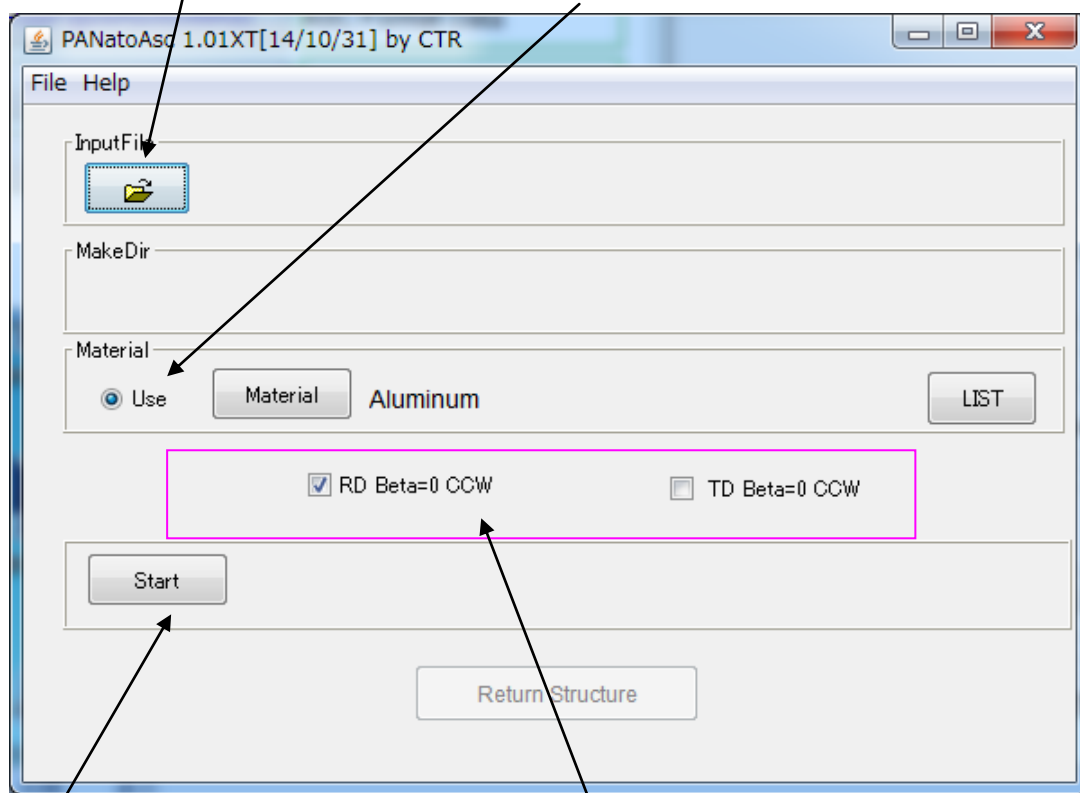 PANatoAsc 1.01XT[14/10/31] by CTR
File Help
InputFile
MakeDir
Material
Use Material Aluminum LIST
RD Beta=0 CCW TD Beta=0 CCW
Start
Return Structure